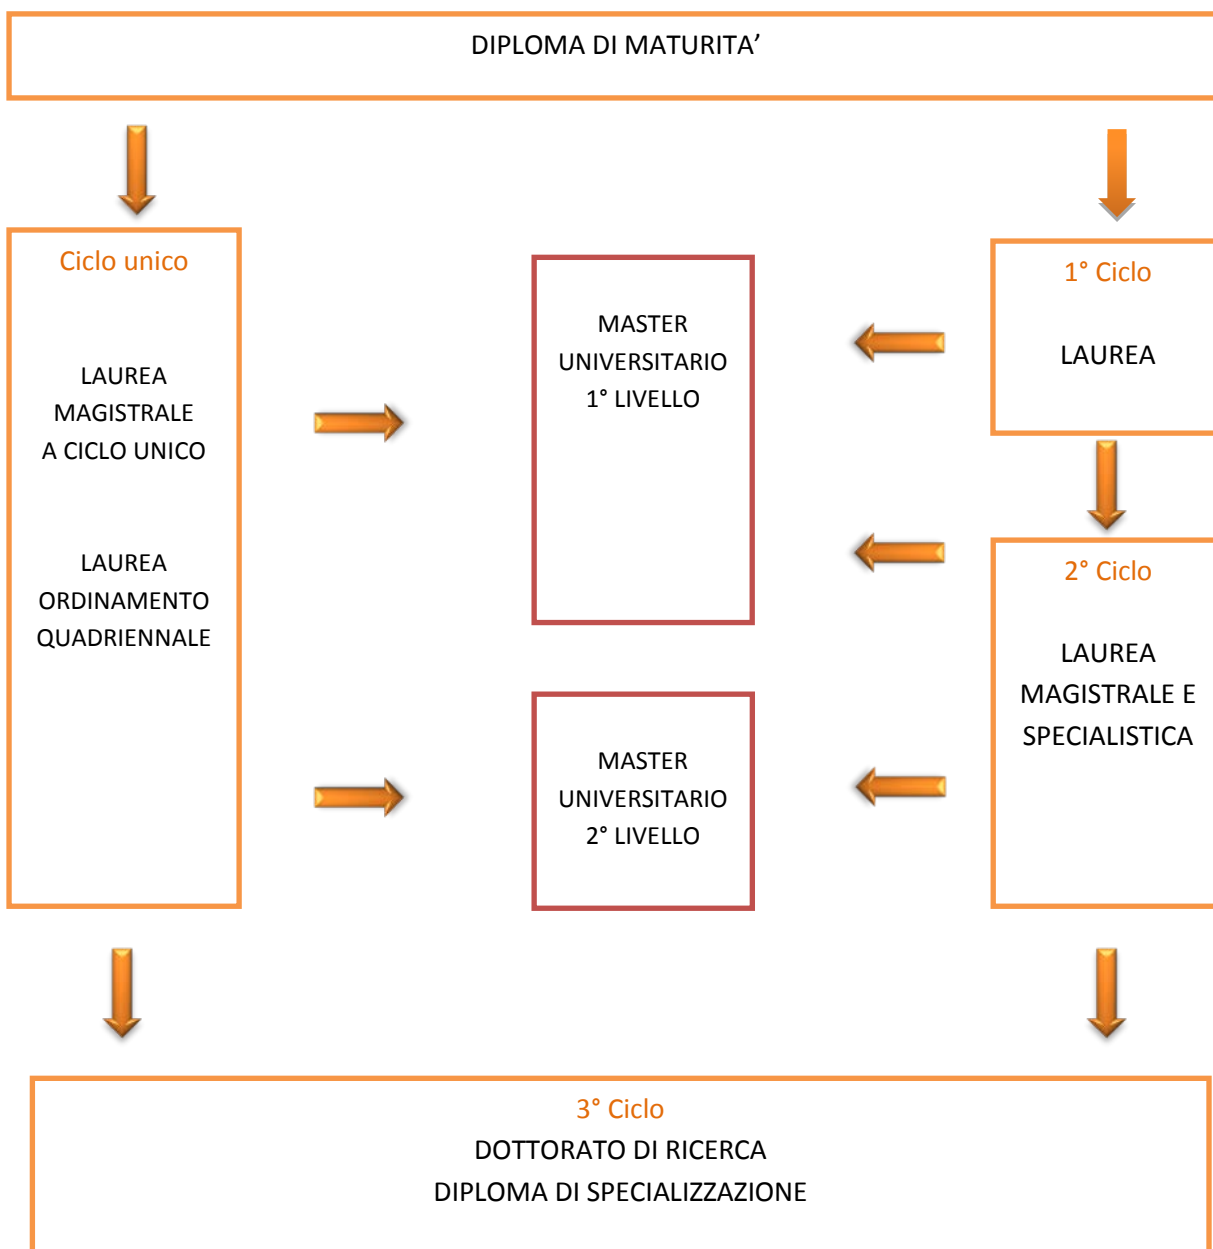 DIPLOMA DI MATURITA’
Ciclo unico
LAUREA
MAGISTRALE
A CICLO UNICO
LAUREA
ORDINAMENTO
QUADRIENNALE
MASTER
UNIVERSITARIO
1° LIVELLO
MASTER
UNIVERSITARIO
2° LIVELLO
1° Ciclo
LAUREA
2° Ciclo
LAUREA
MAGISTRALE E
SPECIALISTICA
3° Ciclo
DOTTORATO DI RICERCA
DIPLOMA DI SPECIALIZZAZIONE